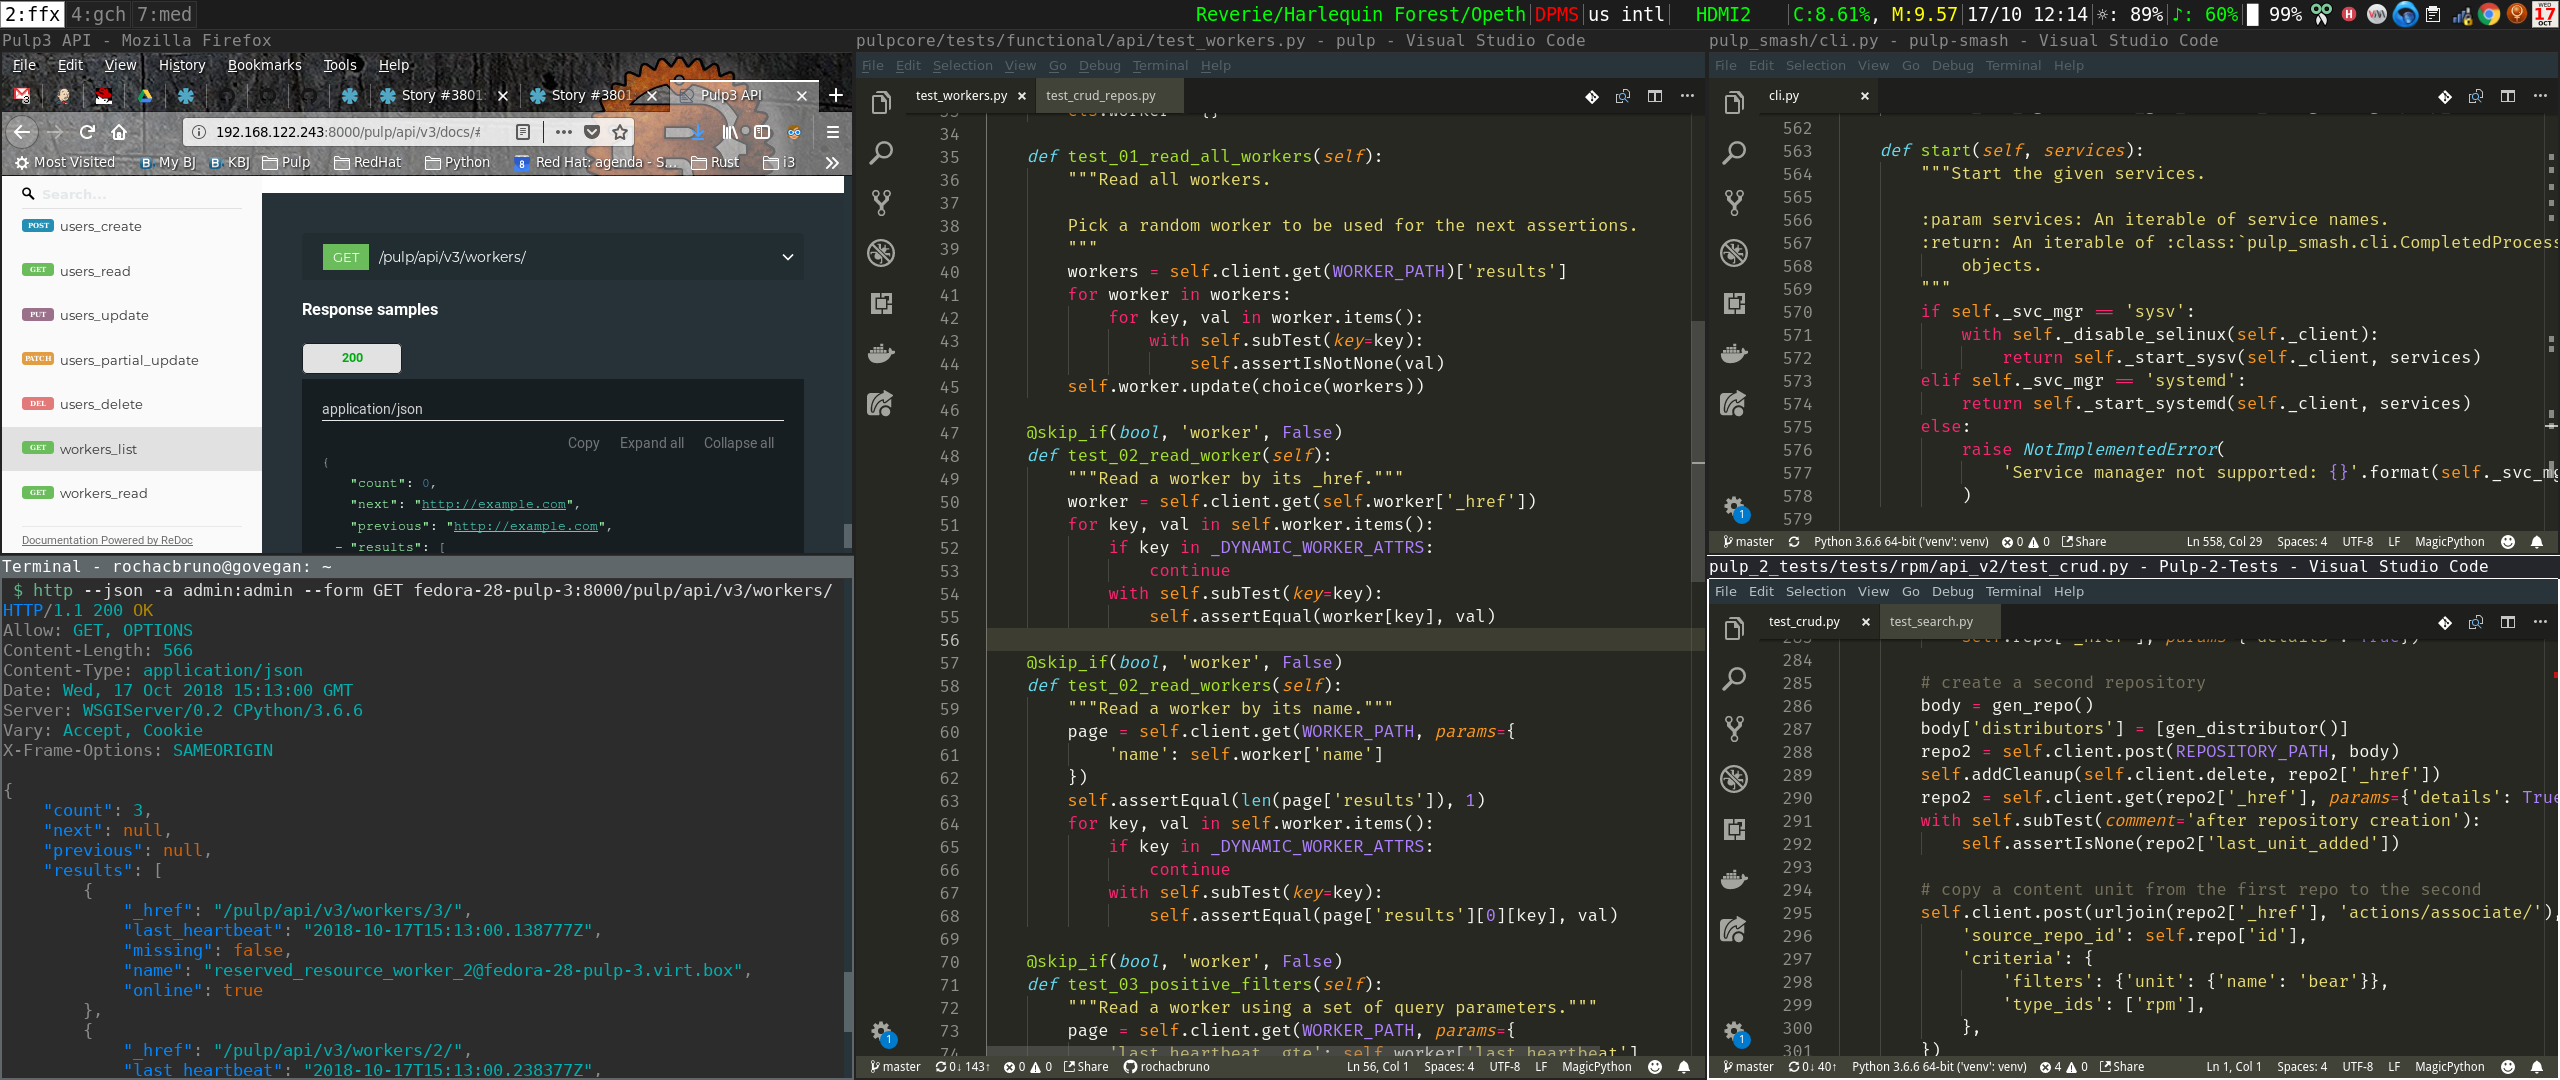 2:ffx 4:gch 7:med
Reverie/Harlequin Forest/Opeth DPMS us intl HDMI2 C:8.61%, M:9.57 17/10 12:14 ☼: 89% ♪: 60% 99% WED 17 OCT
Pulp3 API - Mozilla Firefox
File Edit View History Bookmarks Tools Help
Story #3801 Story #3801 Pulp3 API
192.168.122.243:8000/pulp/api/v3/docs/#
Most Visited My BJ KBJ Pulp RedHat Python Red Hat: agenda - S... Rust i3
Search...
POST users_create
GET users_read
PUT users_update
PATCH users_partial_update
DEL users_delete
GET workers_list
GET workers_read
Documentation Powered by ReDoc
GET /pulp/api/v3/workers/
Response samples
200
application/json
Copy Expand all Collapse all
{
"count": 0,
"next": "http://example.com",
"previous": "http://example.com",
- "results": [
Terminal - rochacbruno@govegan: ~
$ http --json -a admin:admin --form GET fedora-28-pulp-3:8000/pulp/api/v3/workers/
HTTP/1.1 200 OK
Allow: GET, OPTIONS
Content-Length: 566
Content-Type: application/json
Date: Wed, 17 Oct 2018 15:13:00 GMT
Server: WSGIServer/0.2 CPython/3.6.6
Vary: Accept, Cookie
X-Frame-Options: SAMEORIGIN
{
"count": 3,
"next": null,
"previous": null,
"results": [
{
"_href": "/pulp/api/v3/workers/3/",
"last_heartbeat": "2018-10-17T15:13:00.138777Z",
"missing": false,
"name": "reserved_resource_worker_2@fedora-28-pulp-3.virt.box",
"online": true
},
{
"_href": "/pulp/api/v3/workers/2/",
"last_heartbeat": "2018-10-17T15:13:00.238377Z",
pulpcore/tests/functional/api/test_workers.py - pulp - Visual Studio Code
File Edit Selection View Go Debug Terminal Help
test_workers.py test_crud_repos.py
34
35 def test_01_read_all_workers(self):
36 """Read all workers.
37
38 Pick a random worker to be used for the next assertions.
39 """
40 workers = self.client.get(WORKER_PATH)['results']
41 for worker in workers:
42 for key, val in worker.items():
43 with self.subTest(key=key):
44 self.assertIsNotNone(val)
45 self.worker.update(choice(workers))
46
47 @skip_if(bool, 'worker', False)
48 def test_02_read_worker(self):
49 """Read a worker by its _href."""
50 worker = self.client.get(self.worker['_href'])
51 for key, val in self.worker.items():
52 if key in _DYNAMIC_WORKER_ATTRS:
53 continue
54 with self.subTest(key=key):
55 self.assertEqual(worker[key], val)
56
57 @skip_if(bool, 'worker', False)
58 def test_02_read_workers(self):
59 """Read a worker by its name."""
60 page = self.client.get(WORKER_PATH, params={
61 'name': self.worker['name']
62 })
63 self.assertEqual(len(page['results']), 1)
64 for key, val in self.worker.items():
65 if key in _DYNAMIC_WORKER_ATTRS:
66 continue
67 with self.subTest(key=key):
68 self.assertEqual(page['results'][0][key], val)
69
70 @skip_if(bool, 'worker', False)
71 def test_03_positive_filters(self):
72 """Read a worker using a set of query parameters."""
73 page = self.client.get(WORKER_PATH, params={
74 'last_heartbeat__gte': self.worker['last_heartbeat']
1 master 0↓ 143↑ 0 0 Share rochacbruno Ln 56, Col 1 Spaces: 4 UTF-8 LF MagicPython
pulp_smash/cli.py - pulp-smash - Visual Studio Code
File Edit Selection View Go Debug Terminal Help
cli.py
562
563 def start(self, services):
564 """Start the given services.
565
566 :param services: An iterable of service names.
567 :return: An iterable of :class:`pulp_smash.cli.CompletedProcess
568 objects.
569 """
570 if self._svc_mgr == 'sysv':
571 with self._disable_selinux(self._client):
572 return self._start_sysv(self._client, services)
573 elif self._svc_mgr == 'systemd':
574 return self._start_systemd(self._client, services)
575 else:
576 raise NotImplementedError(
577 'Service manager not supported: {}'.format(self._svc_mg
578 )
579
1 master Python 3.6.6 64-bit ('venv': venv) 0 0 Share Ln 558, Col 29 Spaces: 4 UTF-8 LF MagicPython
pulp_2_tests/tests/rpm/api_v2/test_crud.py - Pulp-2-Tests - Visual Studio Code
File Edit Selection View Go Debug Terminal Help
test_crud.py test_search.py
284
285 # create a second repository
286 body = gen_repo()
287 body['distributors'] = [gen_distributor()]
288 repo2 = self.client.post(REPOSITORY_PATH, body)
289 self.addCleanup(self.client.delete, repo2['_href'])
290 repo2 = self.client.get(repo2['_href'], params={'details': True
291 with self.subTest(comment='after repository creation'):
292 self.assertIsNone(repo2['last_unit_added'])
293
294 # copy a content unit from the first repo to the second
295 self.client.post(urljoin(repo2['_href'], 'actions/associate/'),
296 'source_repo_id': self.repo['id'],
297 'criteria': {
298 'filters': {'unit': {'name': 'bear'}},
299 'type_ids': ['rpm'],
300 },
301 })
1 master 0↓ 40↑ Python 3.6.6 64-bit ('venv': venv) 4 0 Share Ln 1, Col 1 Spaces: 4 UTF-8 LF MagicPython